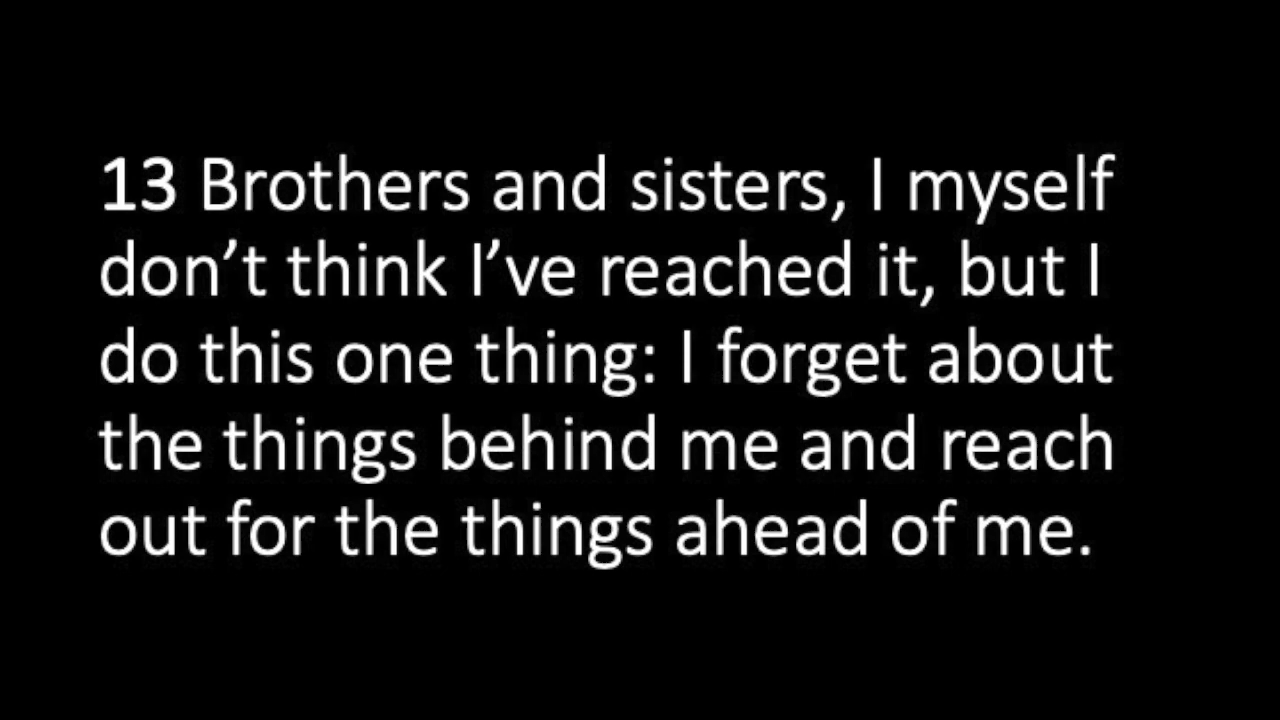 13 Brothers and sisters, I myself
don’t think I’ve reached it, but I
do this one thing: I forget about
the things behind me and reach
out for the things ahead of me.